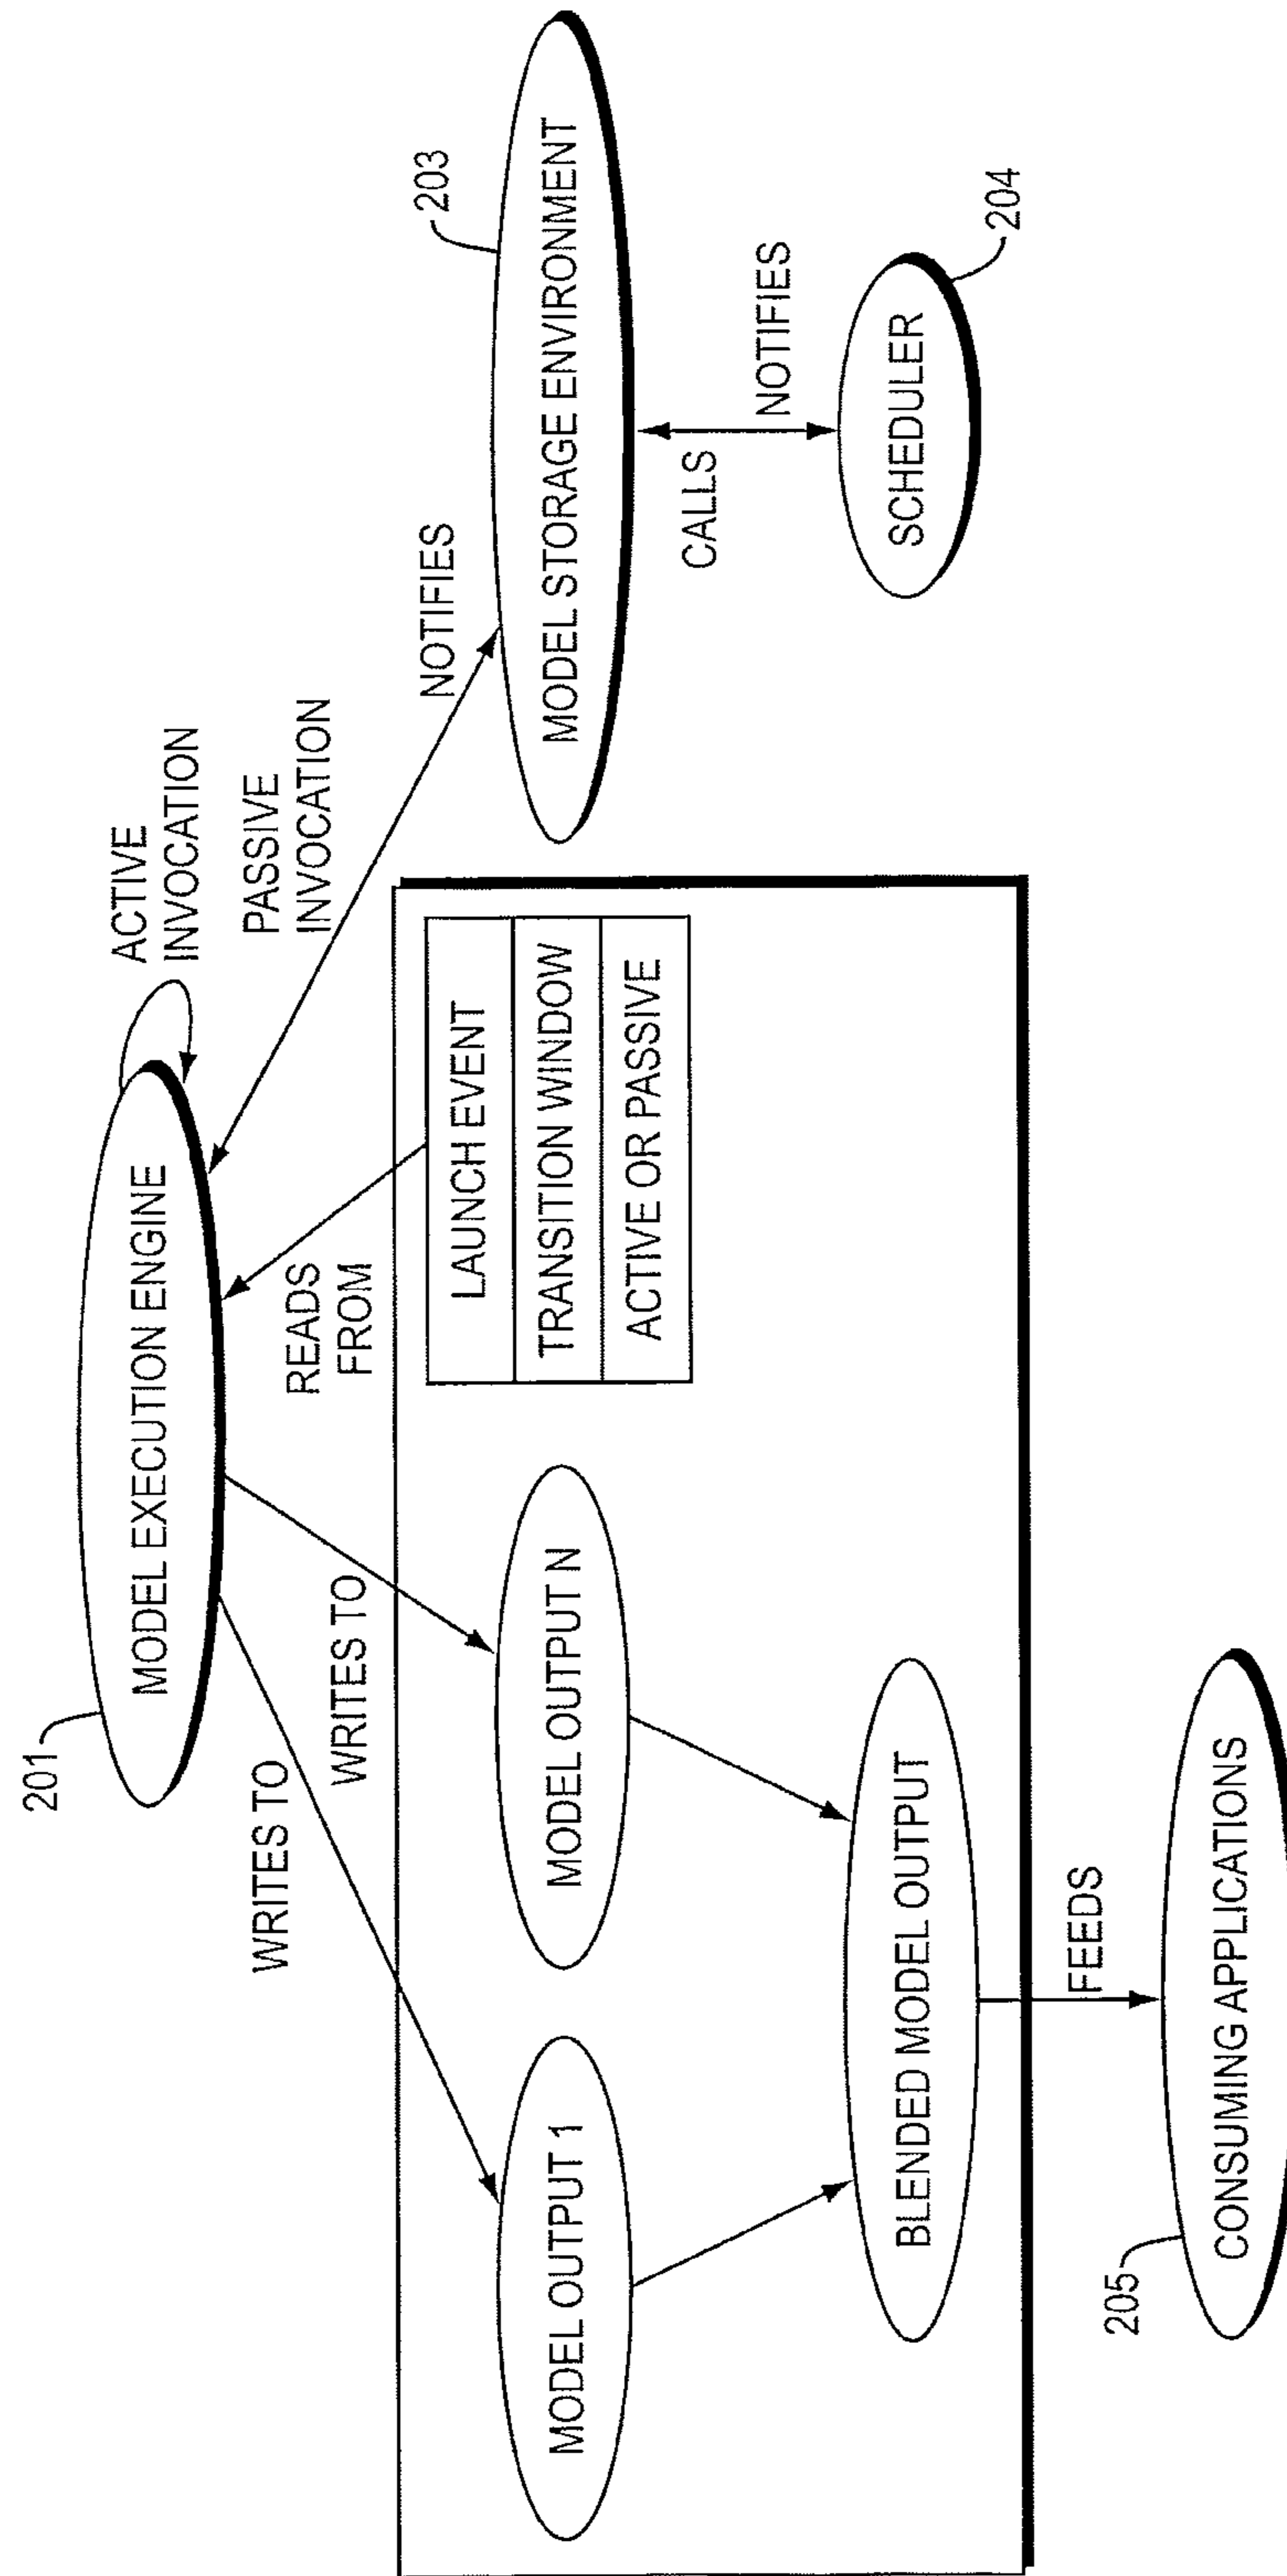 201
MODEL EXECUTION ENGINE
ACTIVE
INVOCATION
PASSIVE
INVOCATION
WRITES TO
WRITES TO
READS
FROM
NOTIFIES
203
MODEL OUTPUT 1
MODEL OUTPUT N
LAUNCH EVENT
TRANSITION WINDOW
ACTIVE OR PASSIVE
MODEL STORAGE ENVIRONMENT
CALLS
NOTIFIES
BLENDED MODEL OUTPUT
SCHEDULER
204
FEEDS
205
CONSUMING APPLICATIONS